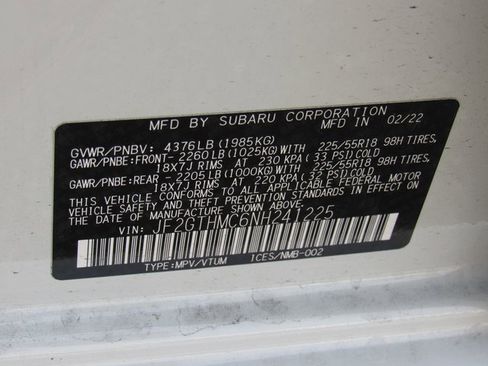 MFD BY SUBARU CORPORATION
MFD IN 02/22
GVWR/PNBV: 4376LB (1985KG)
GAWR/PNBE:FRONT- 2260LB (1025KG)WITH 225/55R18 98H TIRES,
18X7J RIMS AT 230 KPA (33 PSI)COLD
GAWR/PNBE:REAR - 2205LB (1000KG)WITH 225/55R18 98H TIRES,
18X7J RIMS AT 220 KPA (32 PSI)COLD
THIS VEHICLE CONFORMS TO ALL APPLICABLE FEDERAL MOTOR
VEHICLE SAFETY AND THEFT PREVENTION STANDARDS IN EFFECT ON
THE DATE OF MANUFACTURE SHOWN ABOVE.
VIN: JF2GTHMC6NH241225
TYPE:MPV/VTUM ICES/NMB-002